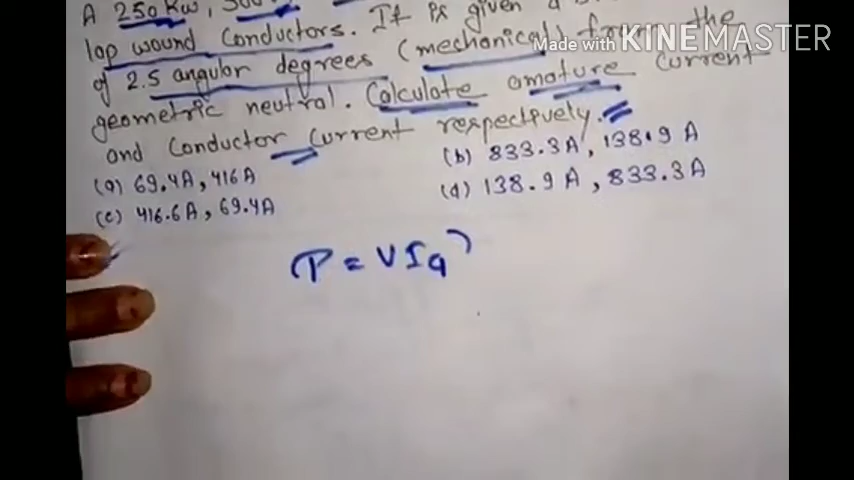 A 250 KW,
lap wound conductors. It is given a
of 2.5 angular degrees (mechanical) from the
geometric neutral. Calculate amature current
and conductor current respectively.
(a) 69.4A, 416A
(b) 833.3A, 138.9 A
(c) 416.6A, 69.4A
(d) 138.9 A, 833.3A
P = VIa
Made with KINEMASTER